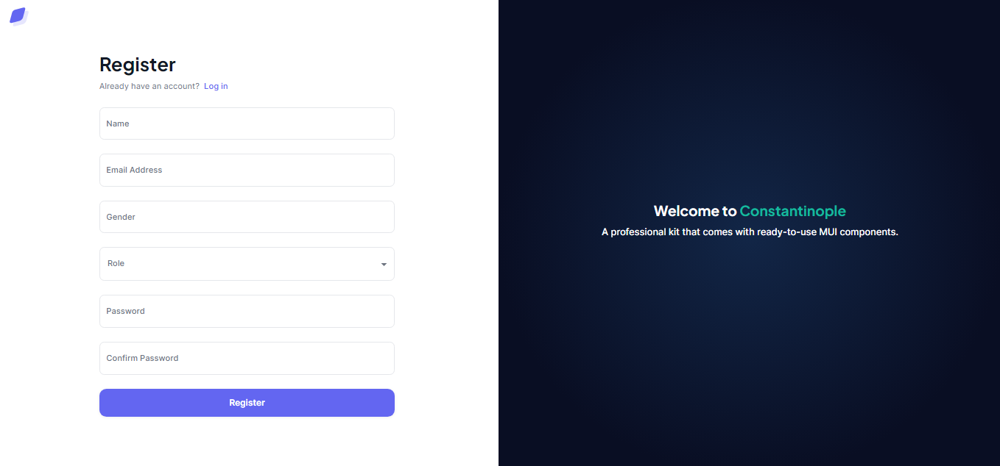 Register
Already have an account? Log in
Name
Email Address
Gender
Role
Password
Confirm Password
Register
Welcome to Constantinople
A professional kit that comes with ready-to-use MUI components.